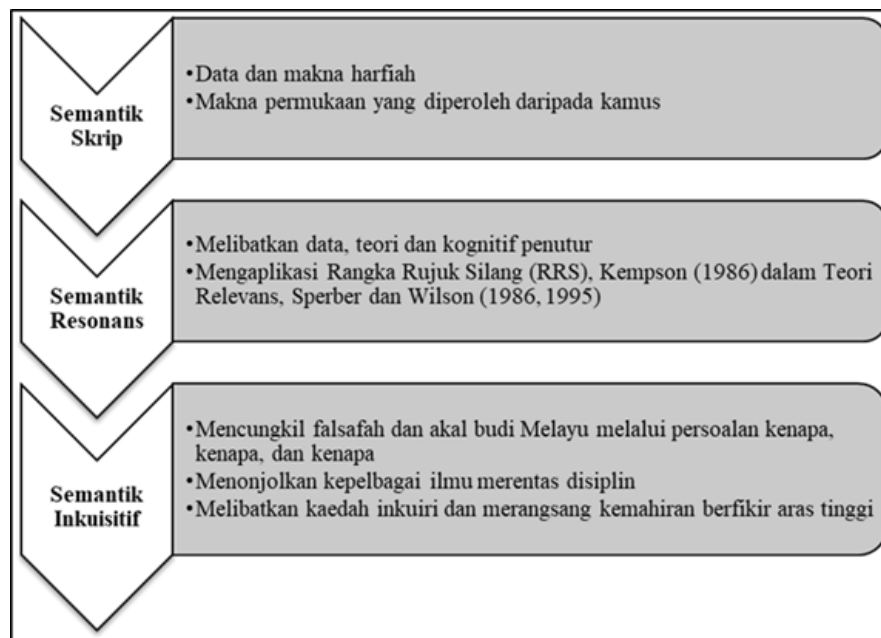 Semantik
Skrip
•Data dan makna harfiah
•Makna permukaan yang diperoleh daripada kamus
Semantik
Resonans
•Melibatkan data, teori dan kognitif penutur
•Mengaplikasi Rangka Rujuk Silang (RRS), Kempson (1986) dalam Teori
Relevans, Sperber dan Wilson (1986, 1995)
Semantik
Inkuisitif
•Mencungkil falsafah dan akal budi Melayu melalui persoalan kenapa,
kenapa, dan kenapa
•Menonjolkan kepelbagai ilmu merentas disiplin
•Melibatkan kaedah inkuiri dan merangsang kemahiran berfikir aras tinggi